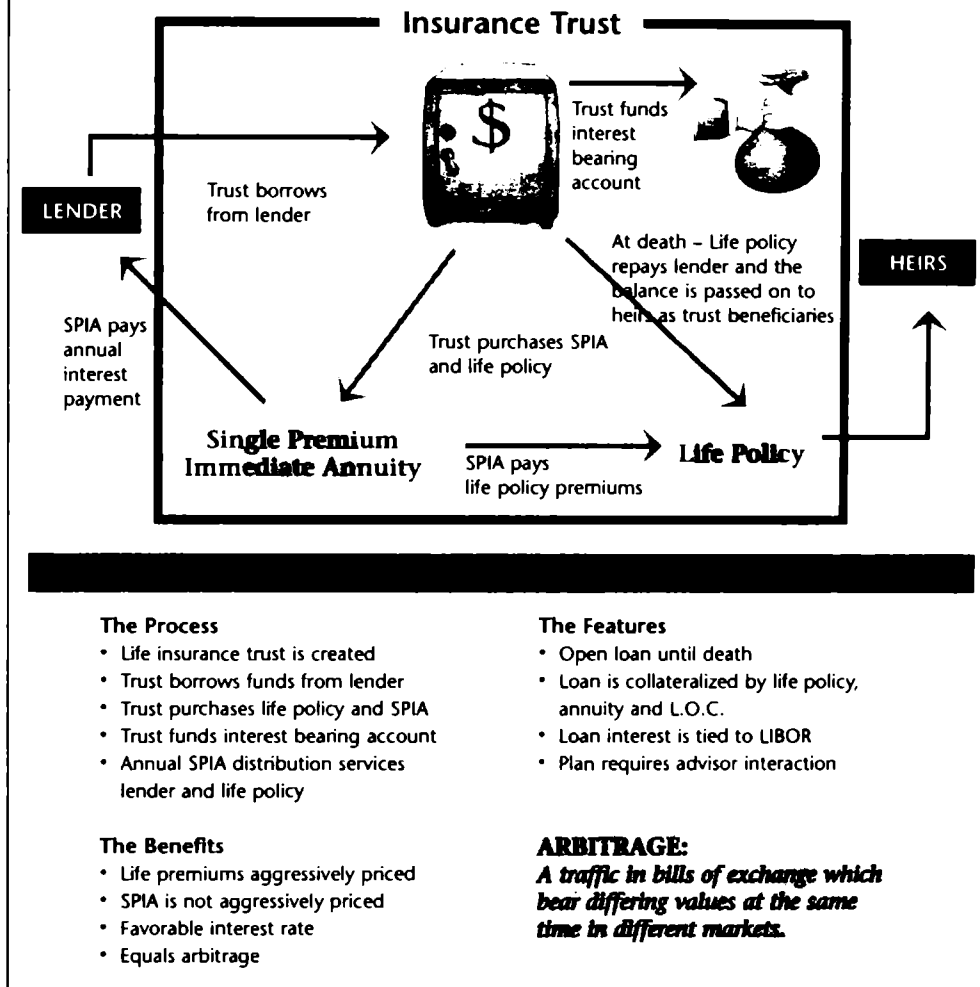 Insurance Trust
$
Trust funds
interest
bearing
account
Trust borrows
from lender
LENDER
At death – Life policy
repays lender and the
balance is passed on to
heirs as trust beneficiaries
HEIRS
SPIA pays
annual
interest
payment
Trust purchases SPIA
and life policy
Single Premium
Immediate Annuity
SPIA pays
life policy premiums
Life Policy
The Process
• Life insurance trust is created
• Trust borrows funds from lender
• Trust purchases life policy and SPIA
• Trust funds interest bearing account
• Annual SPIA distribution services
lender and life policy
The Benefits
• Life premiums aggressively priced
• SPIA is not aggressively priced
• Favorable interest rate
• Equals arbitrage
The Features
• Open loan until death
• Loan is collateralized by life policy,
annuity and L.O.C.
• Loan interest is tied to LIBOR
• Plan requires advisor interaction
ARBITRAGE:
A traffic in bills of exchange which
bear differing values at the same
time in different markets.